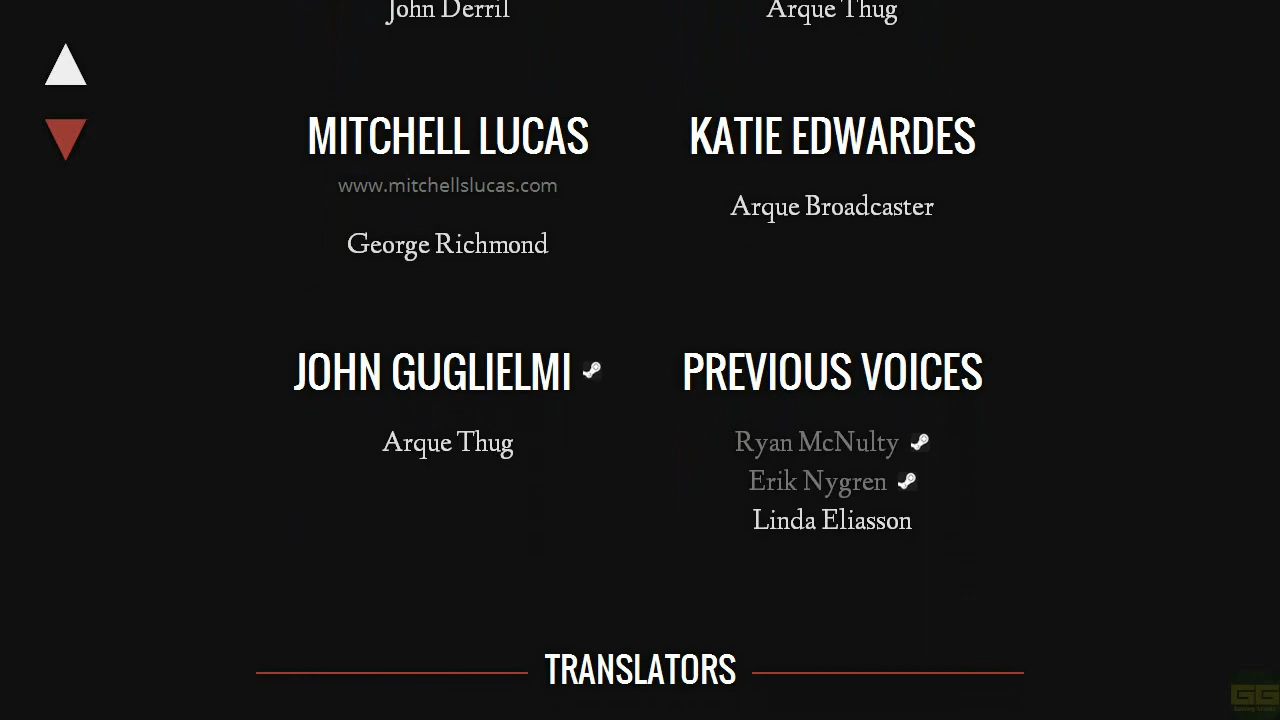 John Derril
Arque Thug
MITCHELL LUCAS
www.mitchellslucas.com
George Richmond
KATIE EDWARDES
Arque Broadcaster
JOHN GUGLIELMI
Arque Thug
PREVIOUS VOICES
Ryan McNulty
Erik Nygren
Linda Eliasson
TRANSLATORS
GG